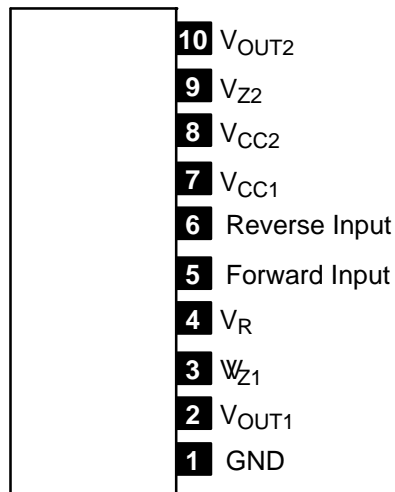 10 VOUT2
9 VZ2
8 VCC2
7 VCC1
6 Reverse Input
5 Forward Input
4 VR
3 VZ1
2 VOUT1
1 GND